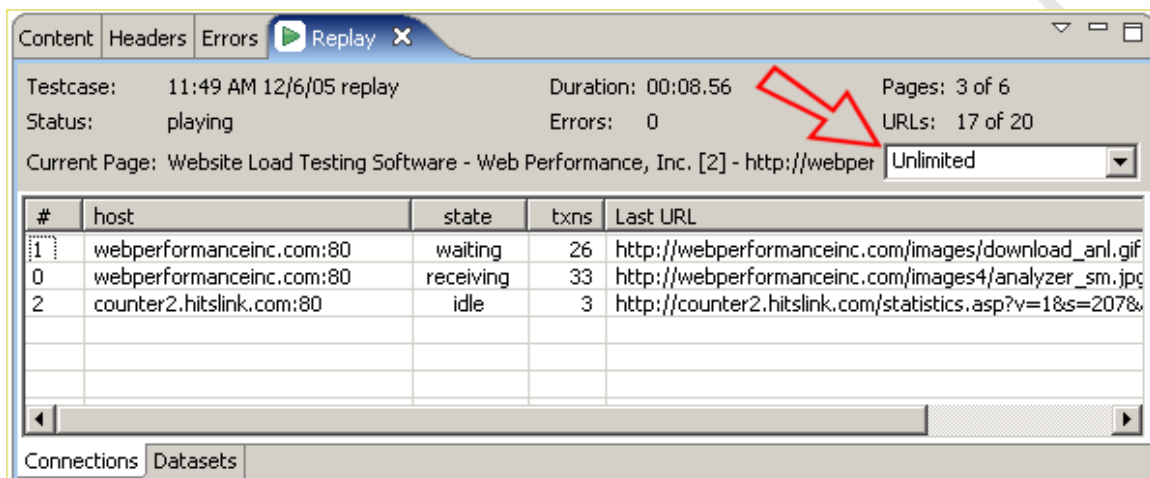 Content Headers Errors Replay
Testcase: 11:49 AM 12/6/05 replay Duration: 00:08.56 Pages: 3 of 6
Status: playing Errors: 0 URLs: 17 of 20
Current Page: Website Load Testing Software - Web Performance, Inc. [2] - http://webper Unlimited
# host state txns Last URL
1 webperformanceinc.com:80 waiting 26 http://webperformanceinc.com/images/download_anl.gif
0 webperformanceinc.com:80 receiving 33 http://webperformanceinc.com/images4/analyzer_sm.jpg
2 counter2.hitslink.com:80 idle 3 http://counter2.hitslink.com/statistics.asp?v=1&s=207&
Connections Datasets